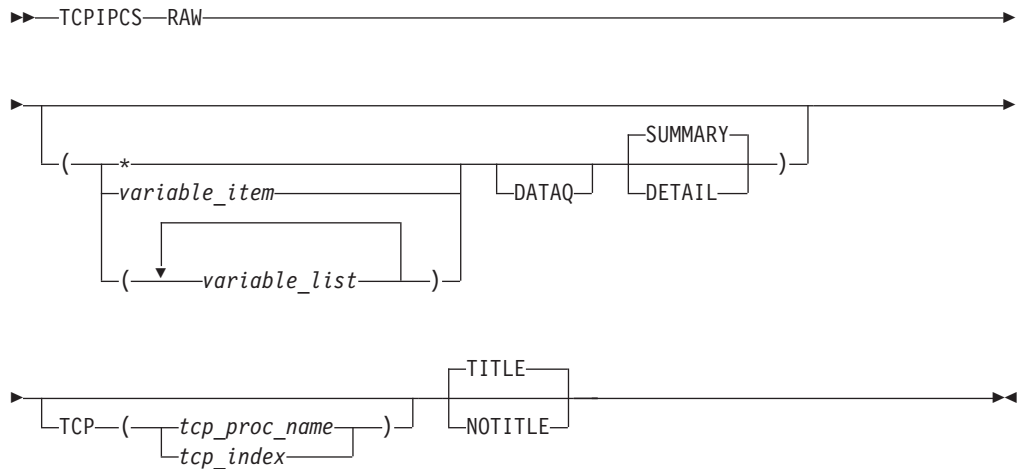 TCPIPCS RAW
SUMMARY
( * )
variable_item DATAQ DETAIL
( variable_list )
TITLE
TCP ( tcp_proc_name ) NOTITLE
tcp_index